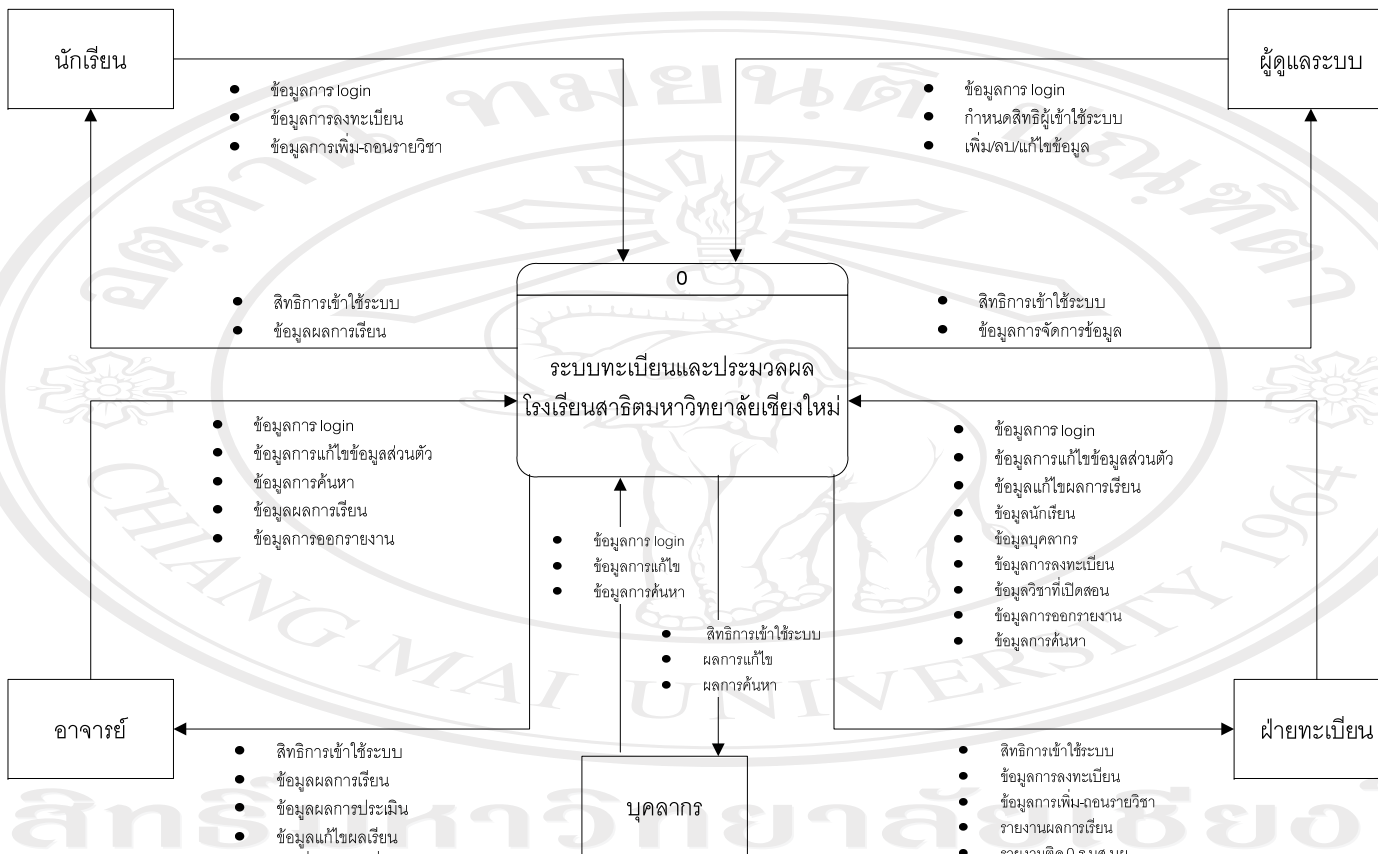 นักเรียน
ผู้ดูแลระบบ
ข้อมูลการ login
ข้อมูลการลงทะเบียน
ข้อมูลการเพิ่ม-ถอนรายวิชา
ข้อมูลการ login
กำหนดสิทธิผู้เข้าใช้ระบบ
เพิ่ม/ลบ/แก้ไขข้อมูล
สิทธิการเข้าใช้ระบบ
ข้อมูลผลการเรียน
0
ระบบทะเบียนและประมวลผล
โรงเรียนสาธิตมหาวิทยาลัยเชียงใหม่
สิทธิการเข้าใช้ระบบ
ข้อมูลการจัดการข้อมูล
ข้อมูลการ login
ข้อมูลการแก้ไขข้อมูลส่วนตัว
ข้อมูลการค้นหา
ข้อมูลผลการเรียน
ข้อมูลการออกรายงาน
ข้อมูลการ login
ข้อมูลการแก้ไข
ข้อมูลการค้นหา
สิทธิการเข้าใช้ระบบ
ผลการแก้ไข
ผลการค้นหา
ข้อมูลการ login
ข้อมูลการแก้ไขข้อมูลส่วนตัว
ข้อมูลแก้ไขผลการเรียน
ข้อมูลนักเรียน
ข้อมูลบุคลากร
ข้อมูลการลงทะเบียน
ข้อมูลวิชาที่เปิดสอน
ข้อมูลการออกรายงาน
ข้อมูลการค้นหา
อาจารย์
ฝ่ายทะเบียน
สิทธิการเข้าใช้ระบบ
ข้อมูลผลการเรียน
ข้อมูลผลการประเมิน
ข้อมูลแก้ไขผลเรียน
บุคลากร
สิทธิการเข้าใช้ระบบ
ข้อมูลการลงทะเบียน
ข้อมูลการเพิ่ม-ถอนรายวิชา
รายงานผลการเรียน
CHIANG MAI UNIVERSITY 1964